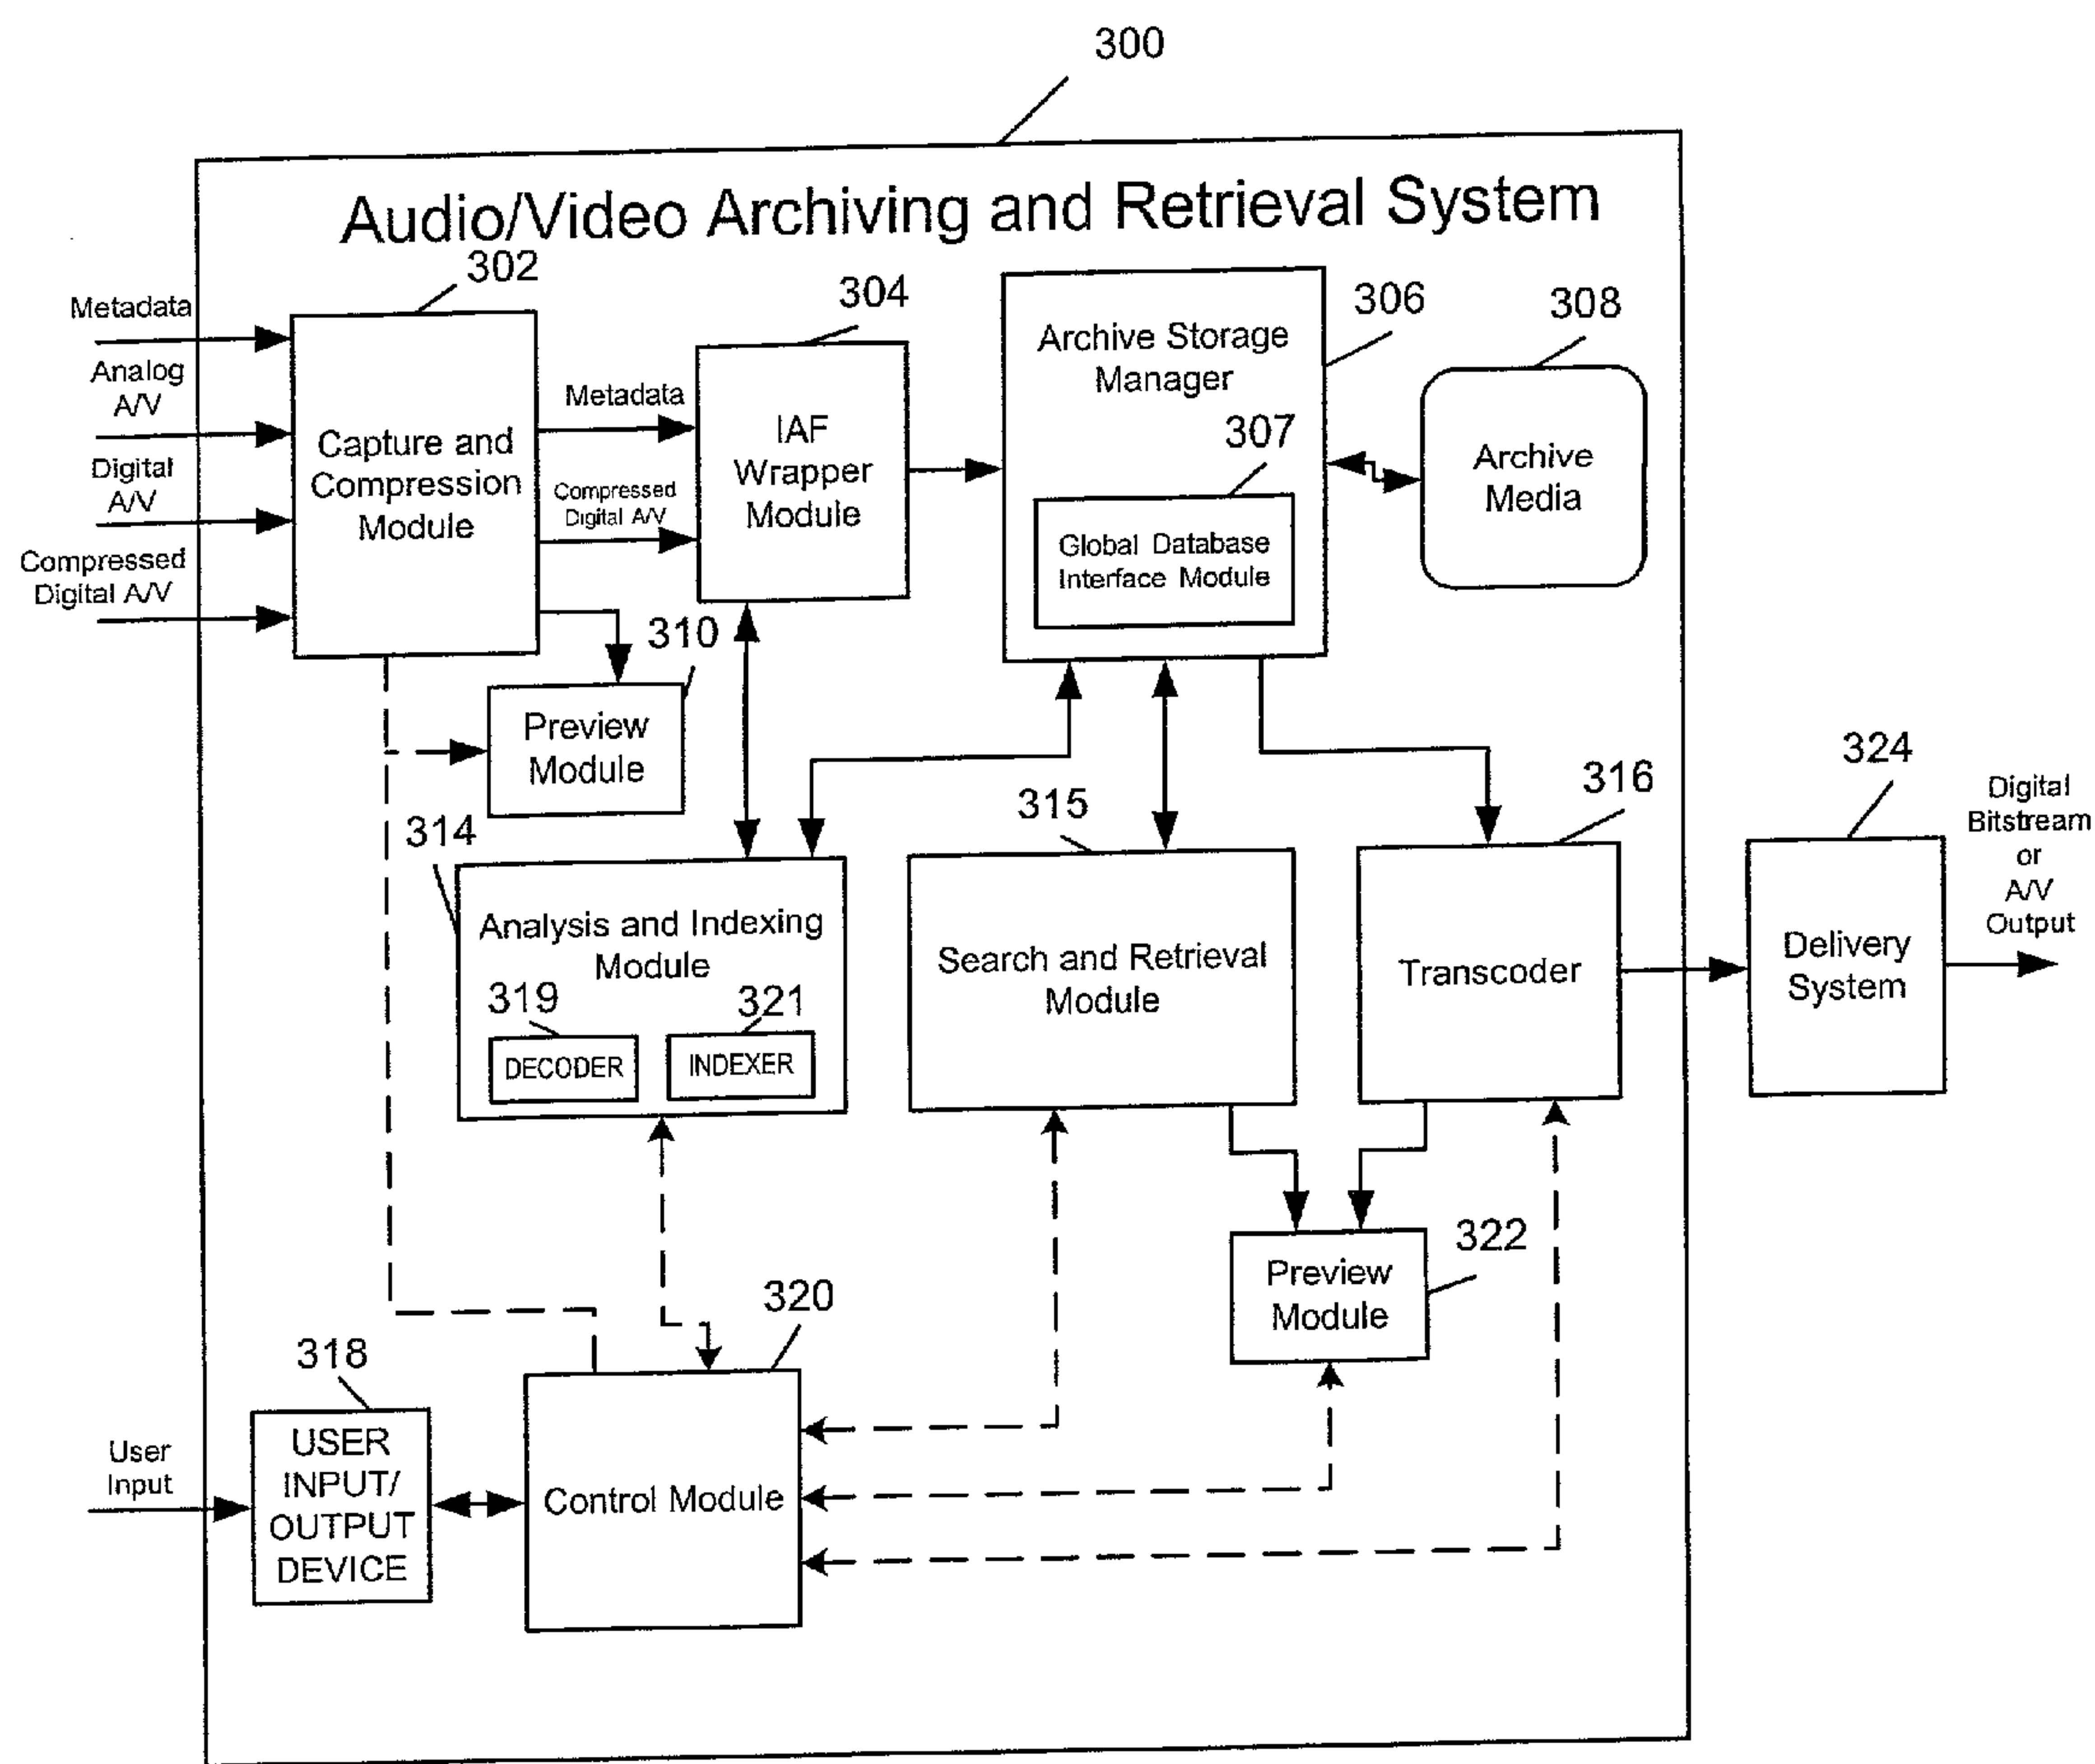 300
Audio/Video Archiving and Retrieval System
302
304
306
308
Metadata
Analog
A/V
Digital
A/V
Compressed
Digital A/V
Capture and
Compression
Module
Metadata
Compressed
Digital A/V
IAF
Wrapper
Module
Archive Storage
Manager
307
Global Database
Interface Module
Archive
Media
310
Preview
Module
314
Analysis and Indexing
Module
319
DECODER
321
INDEXER
315
Search and Retrieval
Module
316
Transcoder
324
Delivery
System
Digital
Bitstream
or
A/V
Output
322
Preview
Module
320
Control Module
318
USER
INPUT/
OUTPUT
DEVICE
User
Input